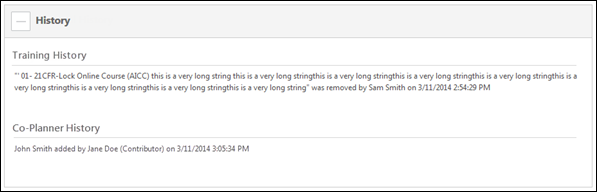 History
Training History
"' 01- 21CFR-Lock Online Course (AICC) this is a very long string this is a very long stringthis is a very long stringthis is a very long stringthis is a very long stringthis is a
very long stringthis is a very long stringthis is a very long stringthis is a very long string" was removed by Sam Smith on 3/11/2014 2:54:29 PM
Co-Planner History
John Smith added by Jane Doe (Contributor) on 3/11/2014 3:05:34 PM